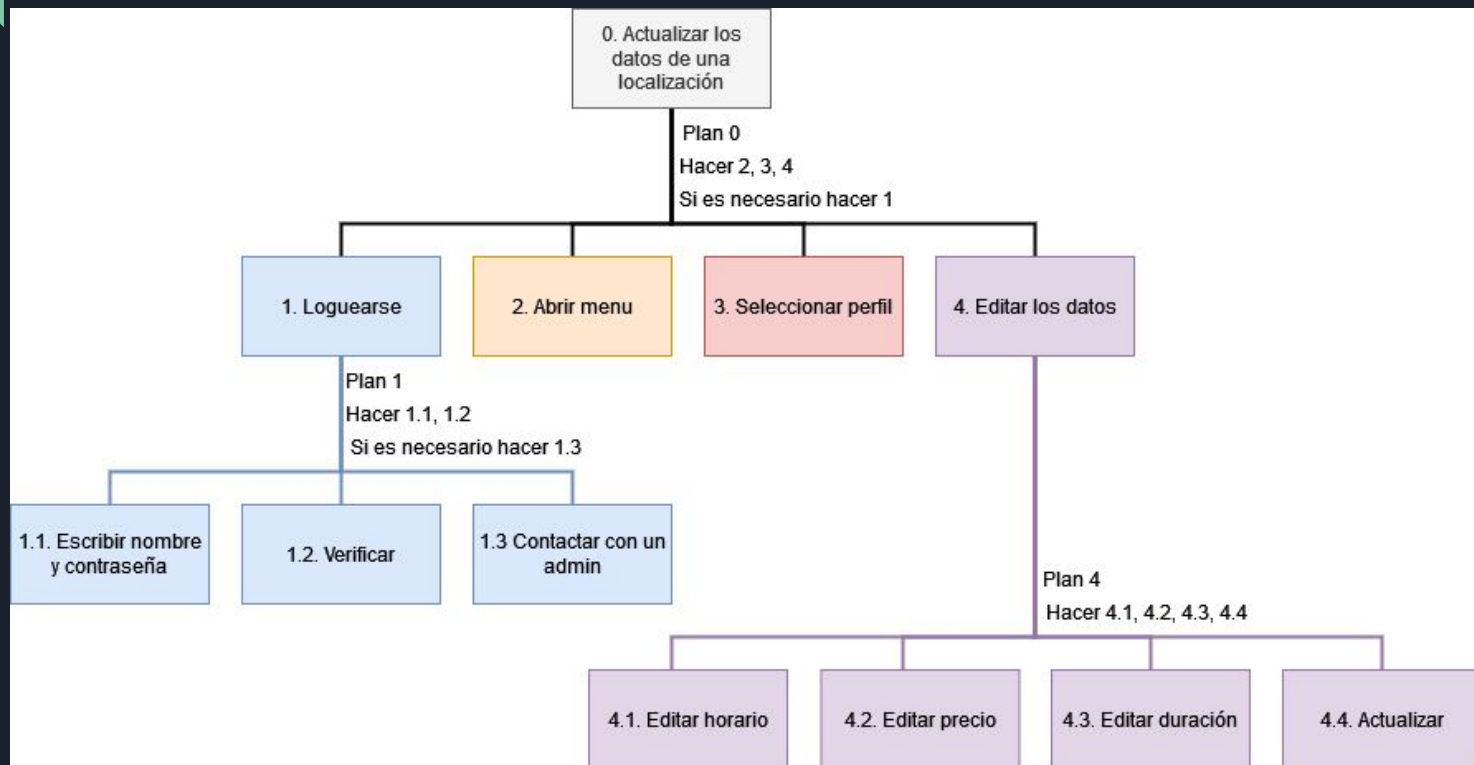 0. Actualizar los
datos de una
localización
Plan 0
Hacer 2, 3, 4
Si es necesario hacer 1
1. Loguearse
2. Abrir menu
3. Seleccionar perfil
4. Editar los datos
Plan 1
Hacer 1.1, 1.2
Si es necesario hacer 1.3
1.1. Escribir nombre
y contraseña
1.2. Verificar
1.3 Contactar con un
admin
Plan 4
Hacer 4.1, 4.2, 4.3, 4.4
4.1. Editar horario
4.2. Editar precio
4.3. Editar duración
4.4. Actualizar